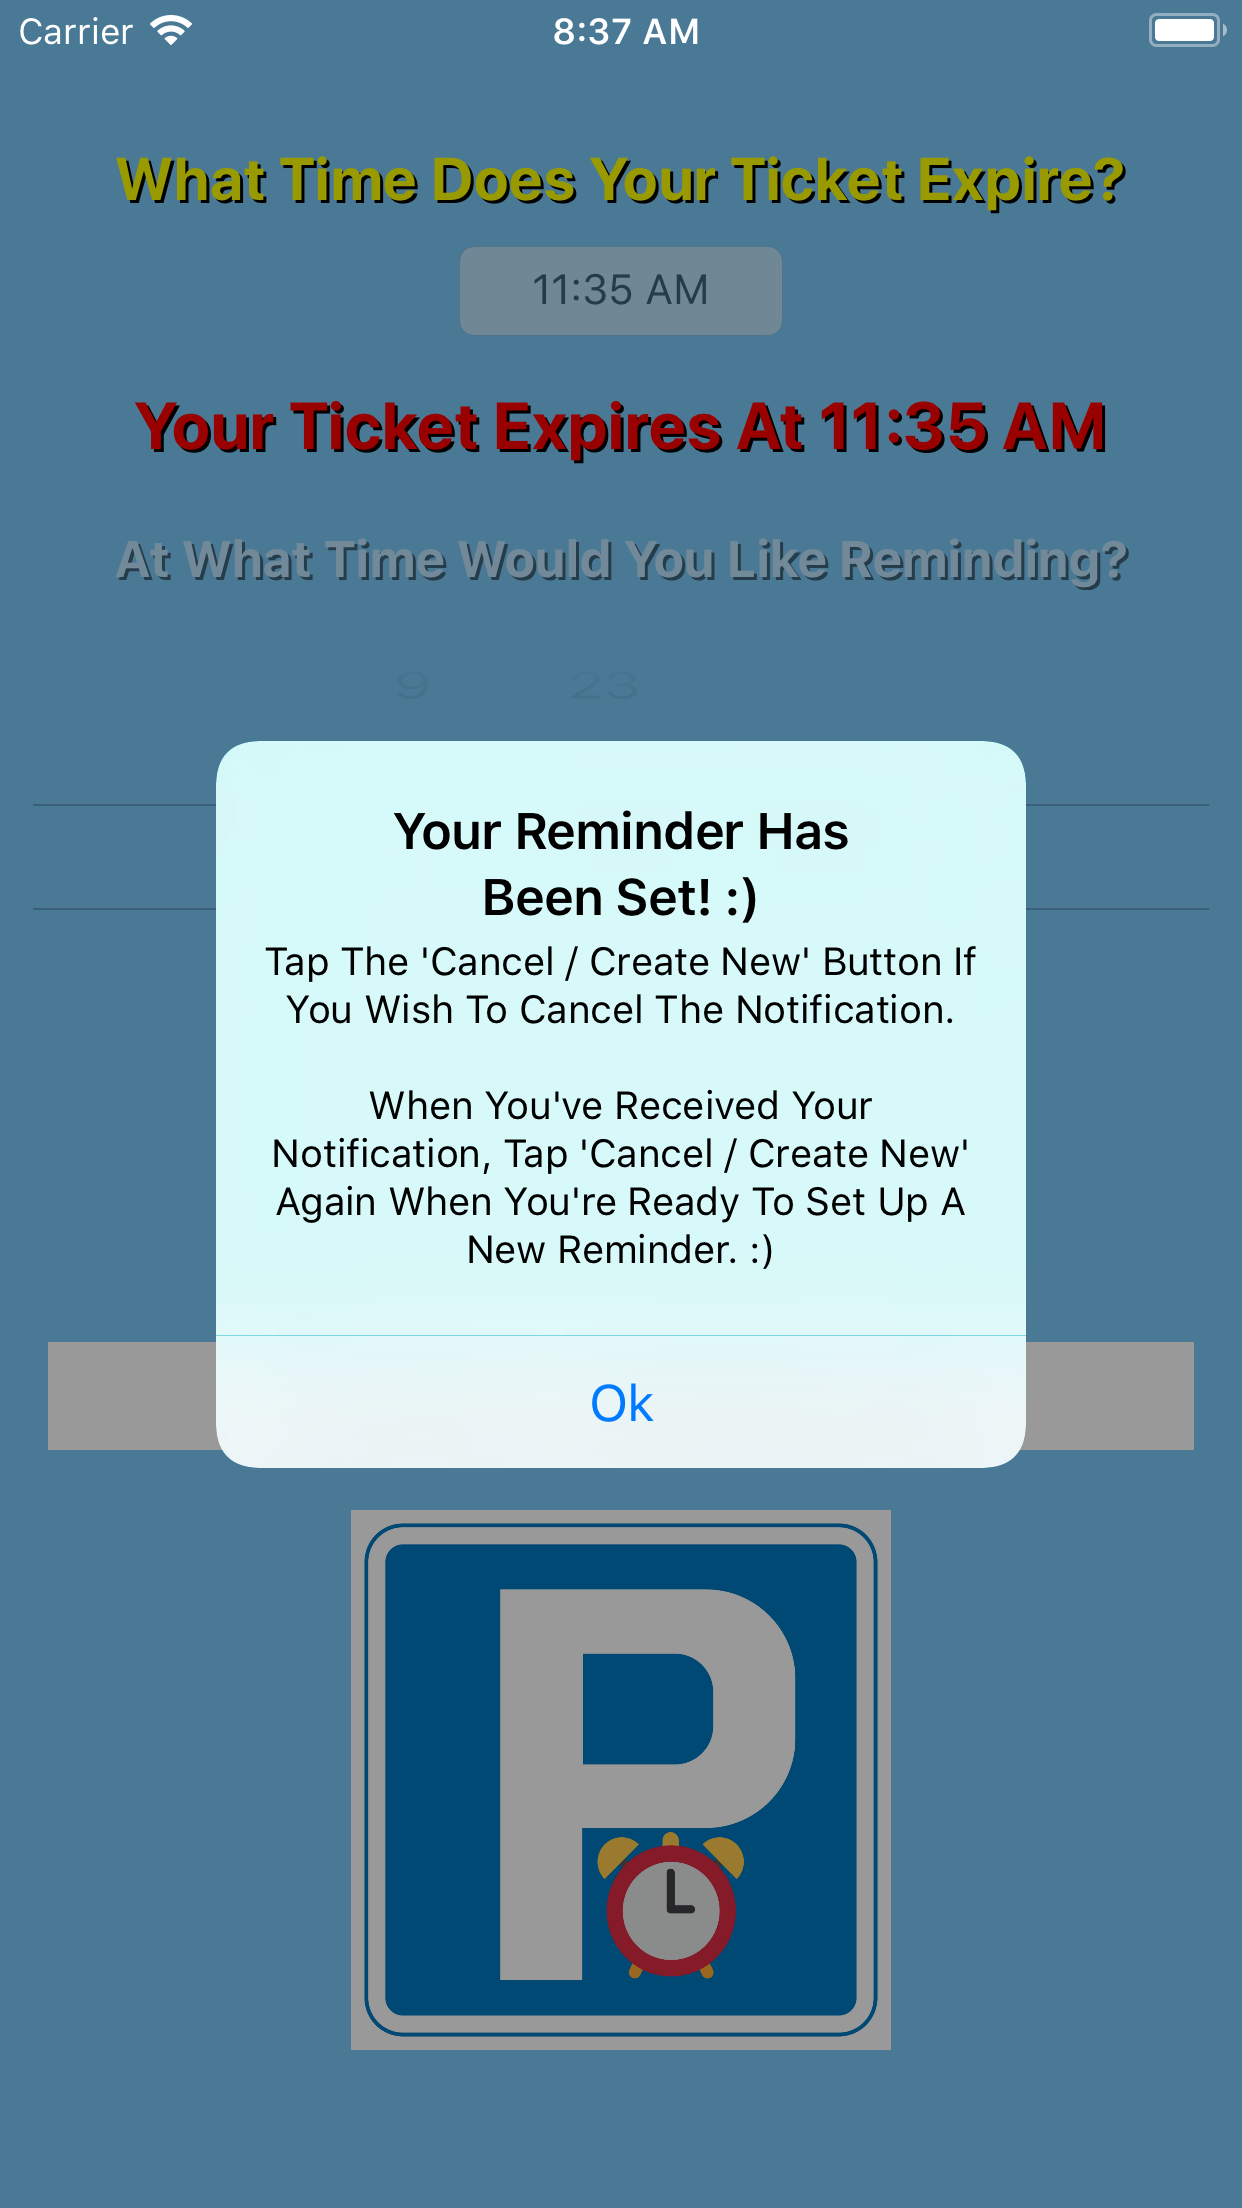 Carrier 8:37 AM
What Time Does Your Ticket Expire?
11:35 AM
Your Ticket Expires At 11:35 AM
At What Time Would You Like Reminding?
9 23
Your Reminder Has
Been Set! :)
Tap The 'Cancel / Create New' Button If
You Wish To Cancel The Notification.
When You've Received Your
Notification, Tap 'Cancel / Create New'
Again When You're Ready To Set Up A
New Reminder. :)
Ok
P